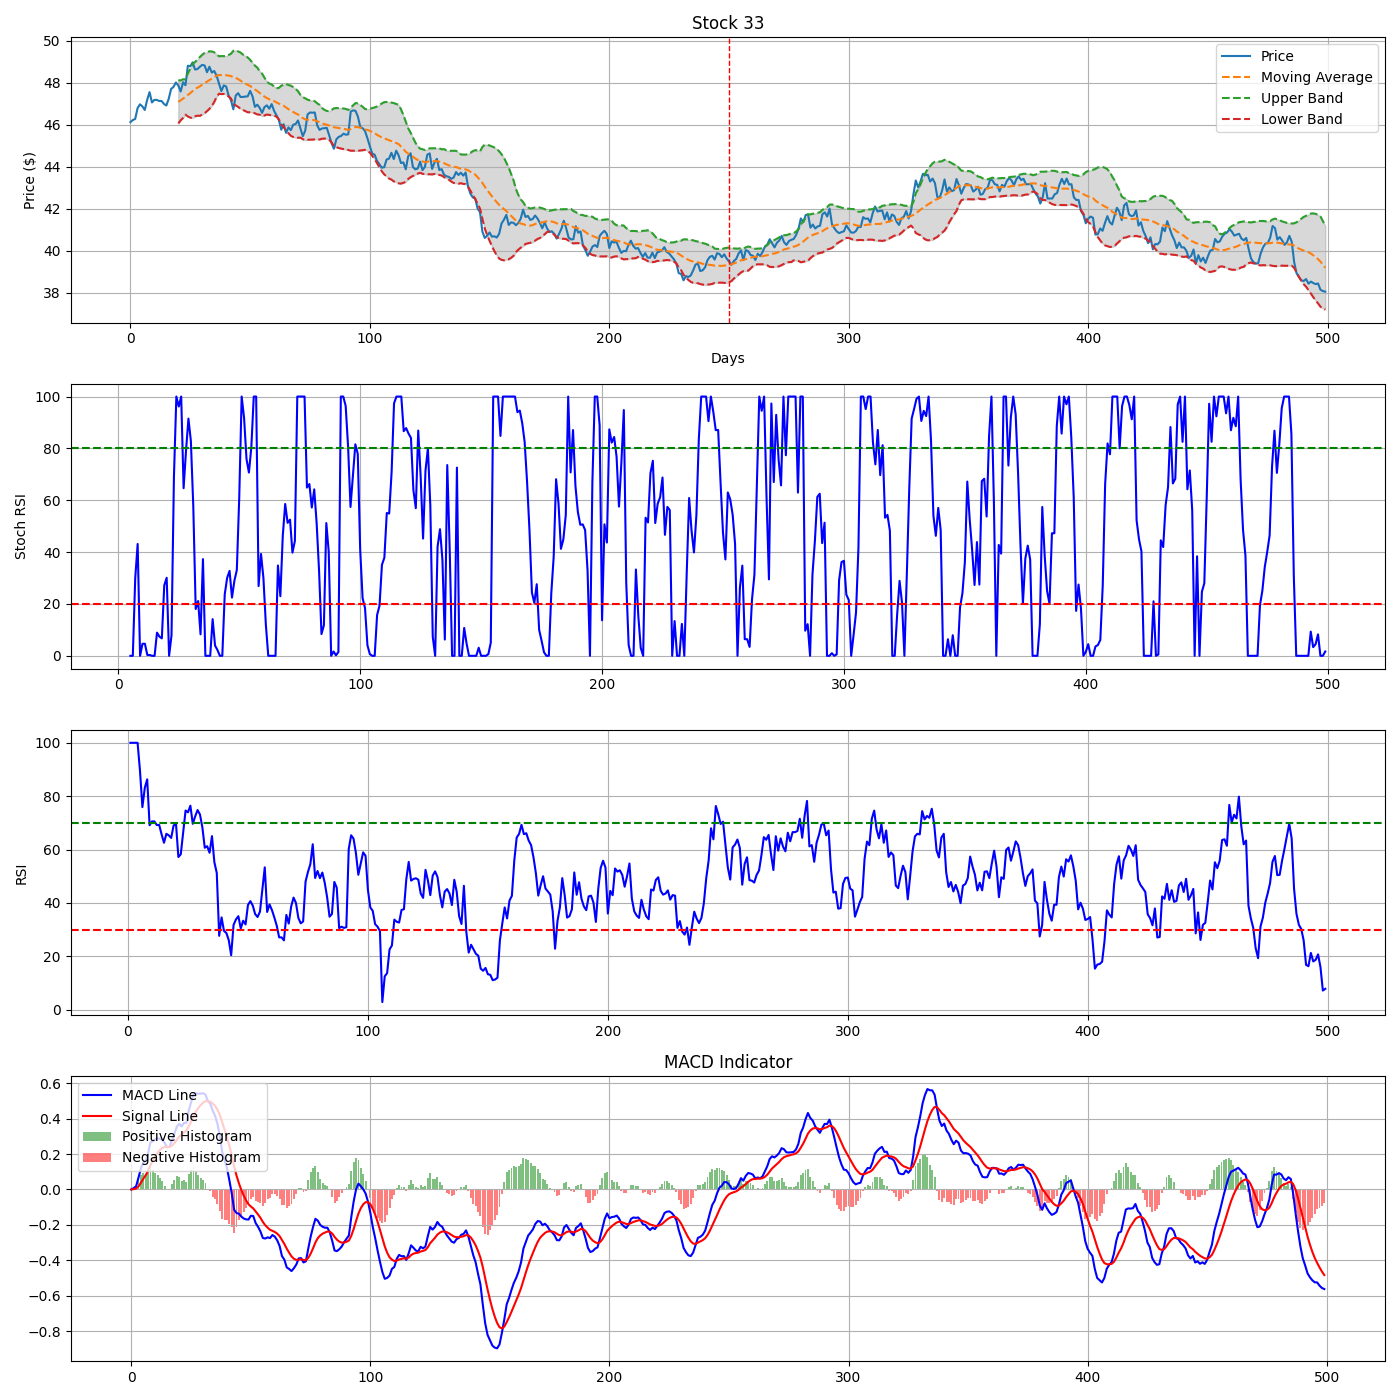 Stock 33
50
48
46
44
42
40
38
Price ($)
Price
Moving Average
Upper Band
Lower Band
0 100 200 300 400 500
Days
100
80
60
40
20
0
Stoch RSI
0 100 200 300 400 500
100
80
60
40
20
0
RSI
0 100 200 300 400 500
MACD Indicator
0.6
0.4
0.2
0.0
−0.2
−0.4
−0.6
−0.8
MACD Line
Signal Line
Positive Histogram
Negative Histogram
0 100 200 300 400 500